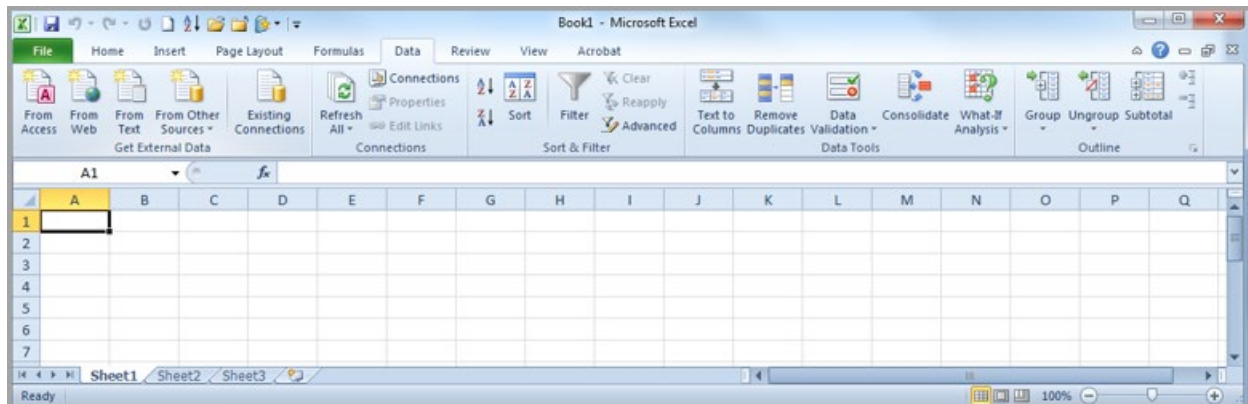 Book1 - Microsoft Excel
File Home Insert Page Layout Formulas Data Review View Acrobat
From Access
From Web
From Text
From Other Sources
Existing Connections
Get External Data
Refresh All
Connections
Properties
Edit Links
Connections
Sort
Filter
Clear
Reapply
Advanced
Sort & Filter
Text to Columns
Remove Duplicates
Data Validation
Consolidate
What-If Analysis
Data Tools
Group
Ungroup
Subtotal
Outline
A1 fx
A B C D E F G H I J K L M N O P Q
1
2
3
4
5
6
7
Sheet1 Sheet2 Sheet3
Ready 100%